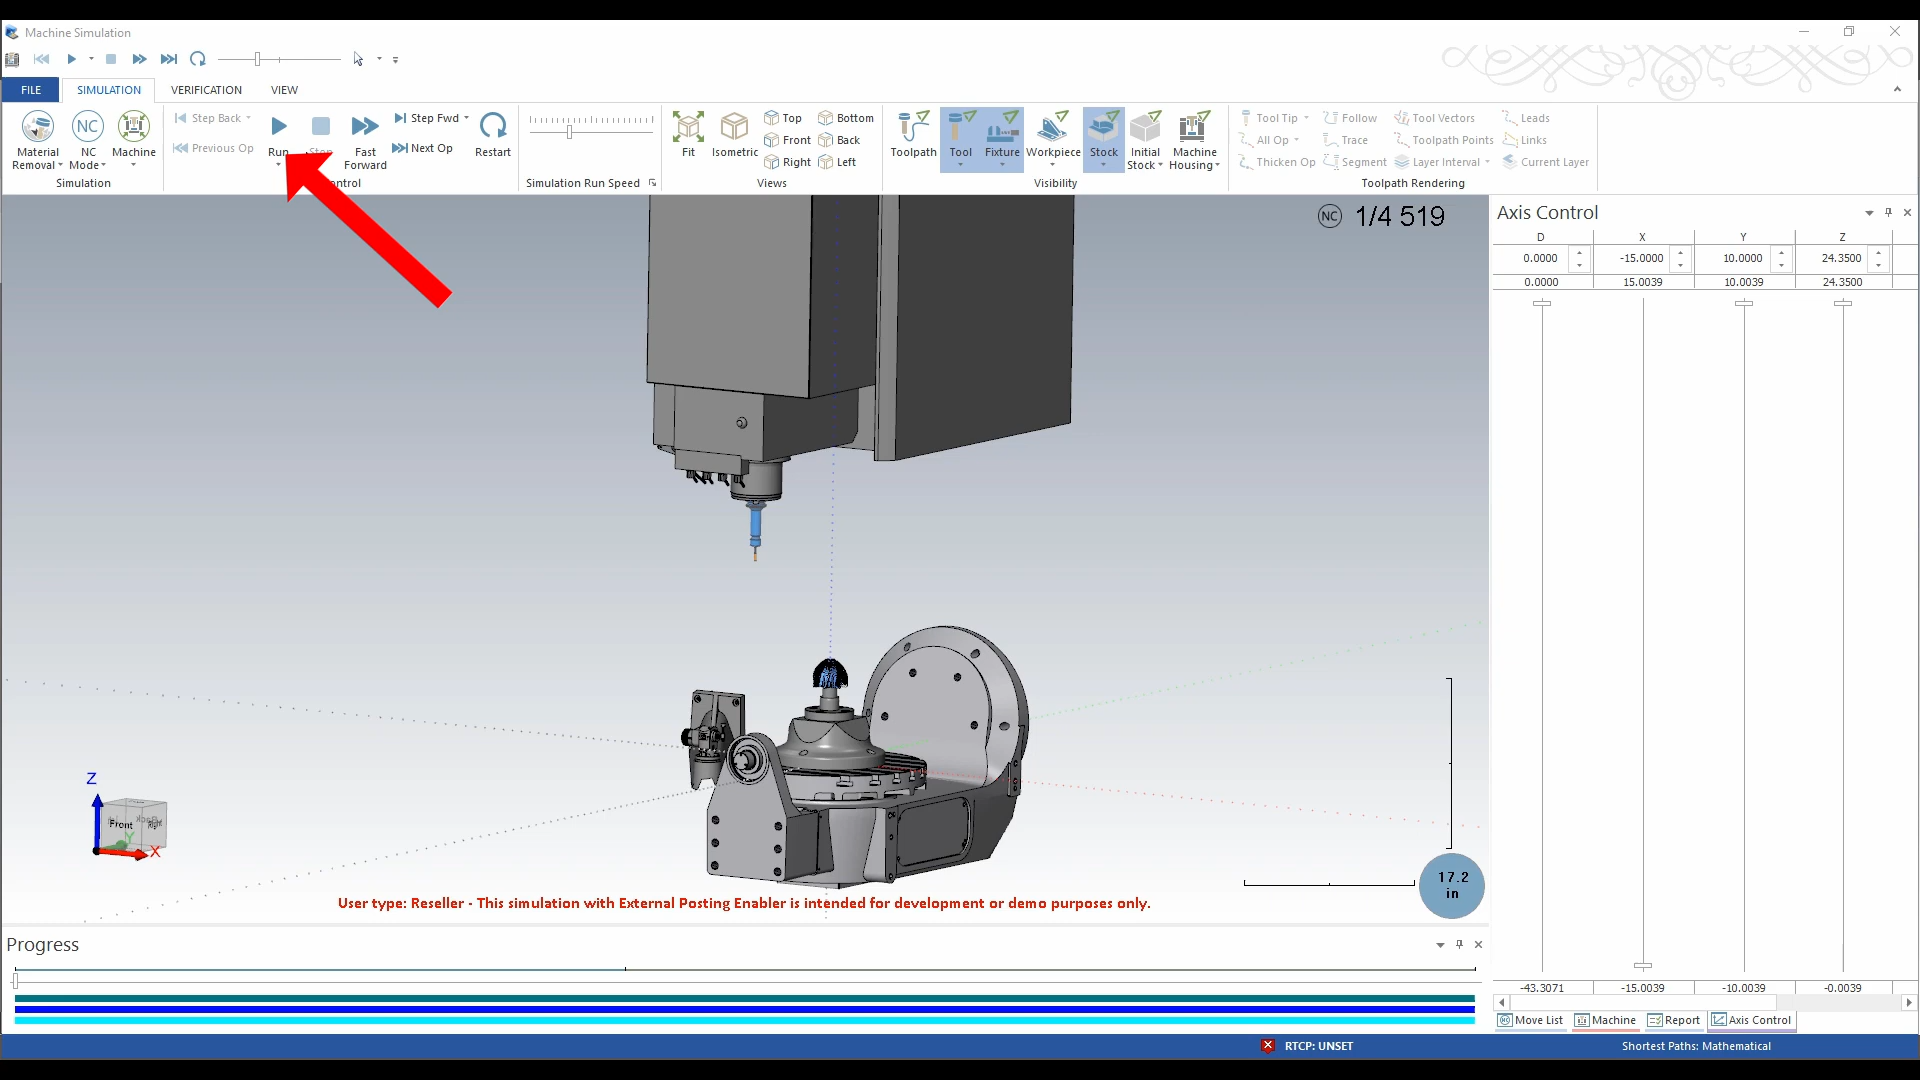 Machine Simulation
FILE SIMULATION VERIFICATION VIEW
Material Removal
NC
NC Mode
Machine
Simulation
Step Back
Previous Op
Run
Fast Forward
Step Fwd
Next Op
Restart
Simulation Run Speed
Fit
Isometric
Top
Front
Right
Bottom
Back
Left
Views
Toolpath
Tool
Fixture
Workpiece
Stock
Initial Stock
Machine Housing
Visibility
Tool Tip
All Op
Thicken Op
Follow
Trace
Segment
Tool Vectors
Toolpath Points
Layer Interval
Leads
Links
Current Layer
Toolpath Rendering
NC 1/4 519
Axis Control
D X Y Z
0.0000 -15.0000 10.0000 24.3500
0.0000 15.0039 10.0039 24.3500
-43.3071 -15.0039 -10.0039 -0.0039
Z
Front
Right
Back
Y
X
17.2
in
User type: Reseller - This simulation with External Posting Enabler is intended for development or demo purposes only.
Progress
Move List Machine Report Axis Control
RTCP: UNSET
Shortest Paths: Mathematical